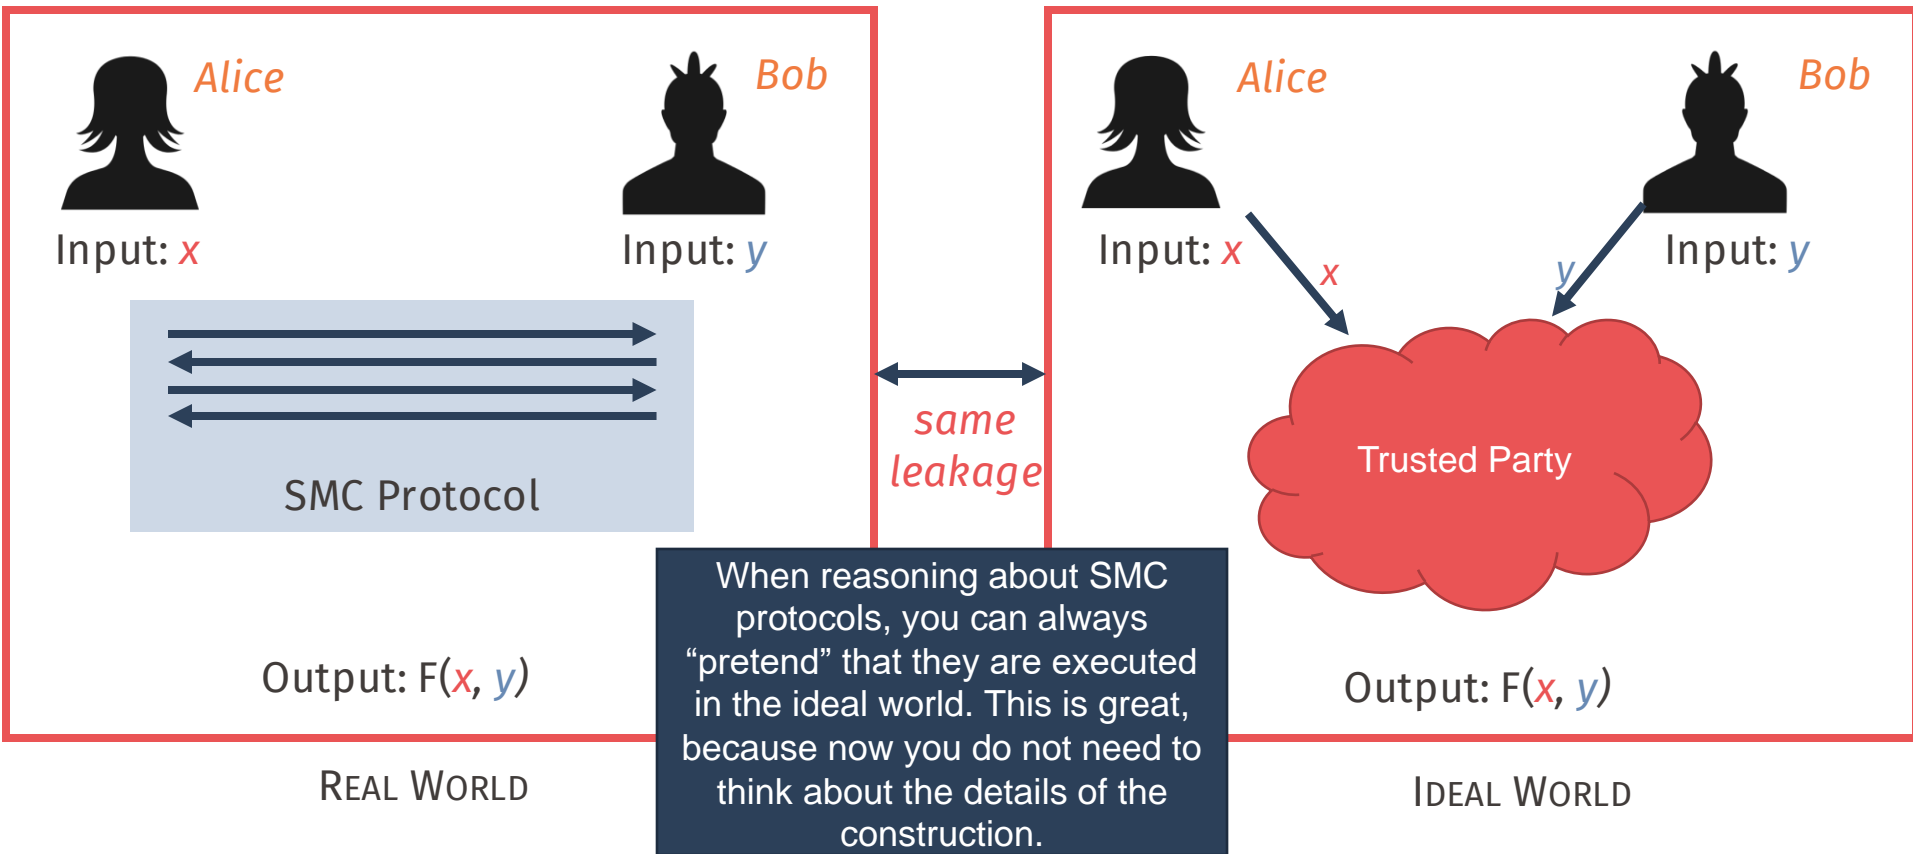 Alice
Bob
Input: x
Input: y
SMC Protocol
Output: F(x, y)
REAL WORLD
same
leakage
Alice
Bob
Input: x
Input: y
x
y
Trusted Party
Output: F(x, y)
IDEAL WORLD
When reasoning about SMC
protocols, you can always
“pretend” that they are executed
in the ideal world. This is great,
because now you do not need to
think about the details of the
construction.